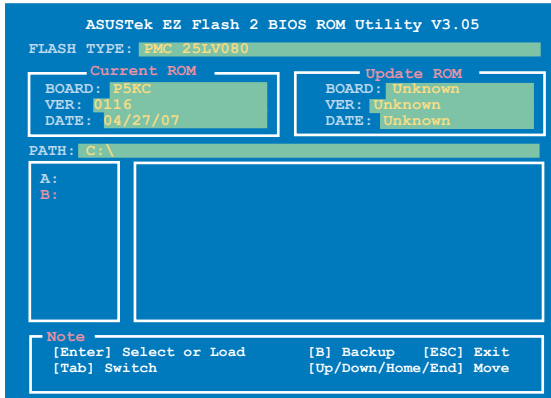 ASUSTek EZ Flash 2 BIOS ROM Utility V3.05
FLASH TYPE: PMC 25LV080
Current ROM
BOARD: P5KC
VER: 0116
DATE: 04/27/07
Update ROM
BOARD: Unknown
VER: Unknown
DATE: Unknown
PATH: C:\
A:
B:
Note
[Enter] Select or Load [B] Backup [ESC] Exit
[Tab] Switch [Up/Down/Home/End] Move